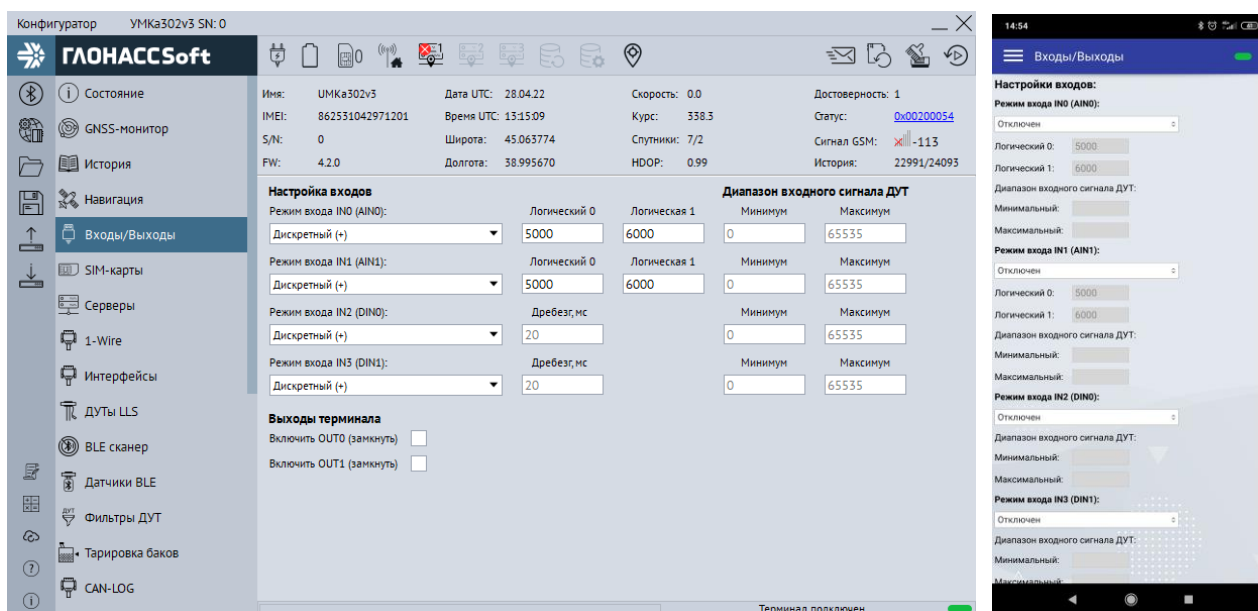 Конфигуратор УМКа302v3 SN: 0
ГЛОНАССSoft
0
1
Состояние
GNSS-монитор
История
Навигация
Входы/Выходы
SIM-карты
Серверы
1-Wire
Интерфейсы
ДУТы LLS
BLE сканер
Датчики BLE
Фильтры ДУТ
Тарировка баков
CAN-LOG
Имя: UMKa302v3 Дата UTC: 28.04.22 Скорость: 0.0 Достоверность: 1
IMEI: 862531042971201 Время UTC: 13:15:09 Курс: 338.3 Статус: 0x00200054
S/N: 0 Широта: 45.063774 Спутники: 7/2 Сигнал GSM: -113
FW: 4.2.0 Долгота: 38.995670 HDOP: 0.99 История: 22991/24093
Настройка входов Диапазон входного сигнала ДУТ
Режим входа IN0 (AIN0): Логический 0 Логическая 1 Минимум Максимум
Дискретный (+) 5000 6000 0 65535
Режим входа IN1 (AIN1): Логический 0 Логическая 1 Минимум Максимум
Дискретный (+) 5000 6000 0 65535
Режим входа IN2 (DIN0): Дребезг, мс Минимум Максимум
Дискретный (+) 20 0 65535
Режим входа IN3 (DIN1): Дребезг, мс Минимум Максимум
Дискретный (+) 20 0 65535
Выходы терминала
Включить OUT0 (замкнуть)
Включить OUT1 (замкнуть)
Терминал подключен
14:54
Входы/Выходы
Настройки входов:
Режим входа IN0 (AIN0):
Отключен
Логический 0: 5000
Логический 1: 6000
Диапазон входного сигнала ДУТ:
Минимальный:
Максимальный:
Режим входа IN1 (AIN1):
Отключен
Логический 0: 5000
Логический 1: 6000
Диапазон входного сигнала ДУТ:
Минимальный:
Максимальный:
Режим входа IN2 (DIN0):
Отключен
Диапазон входного сигнала ДУТ:
Минимальный:
Максимальный:
Режим входа IN3 (DIN1):
Отключен
Диапазон входного сигнала ДУТ:
Минимальный:
Максимальный: